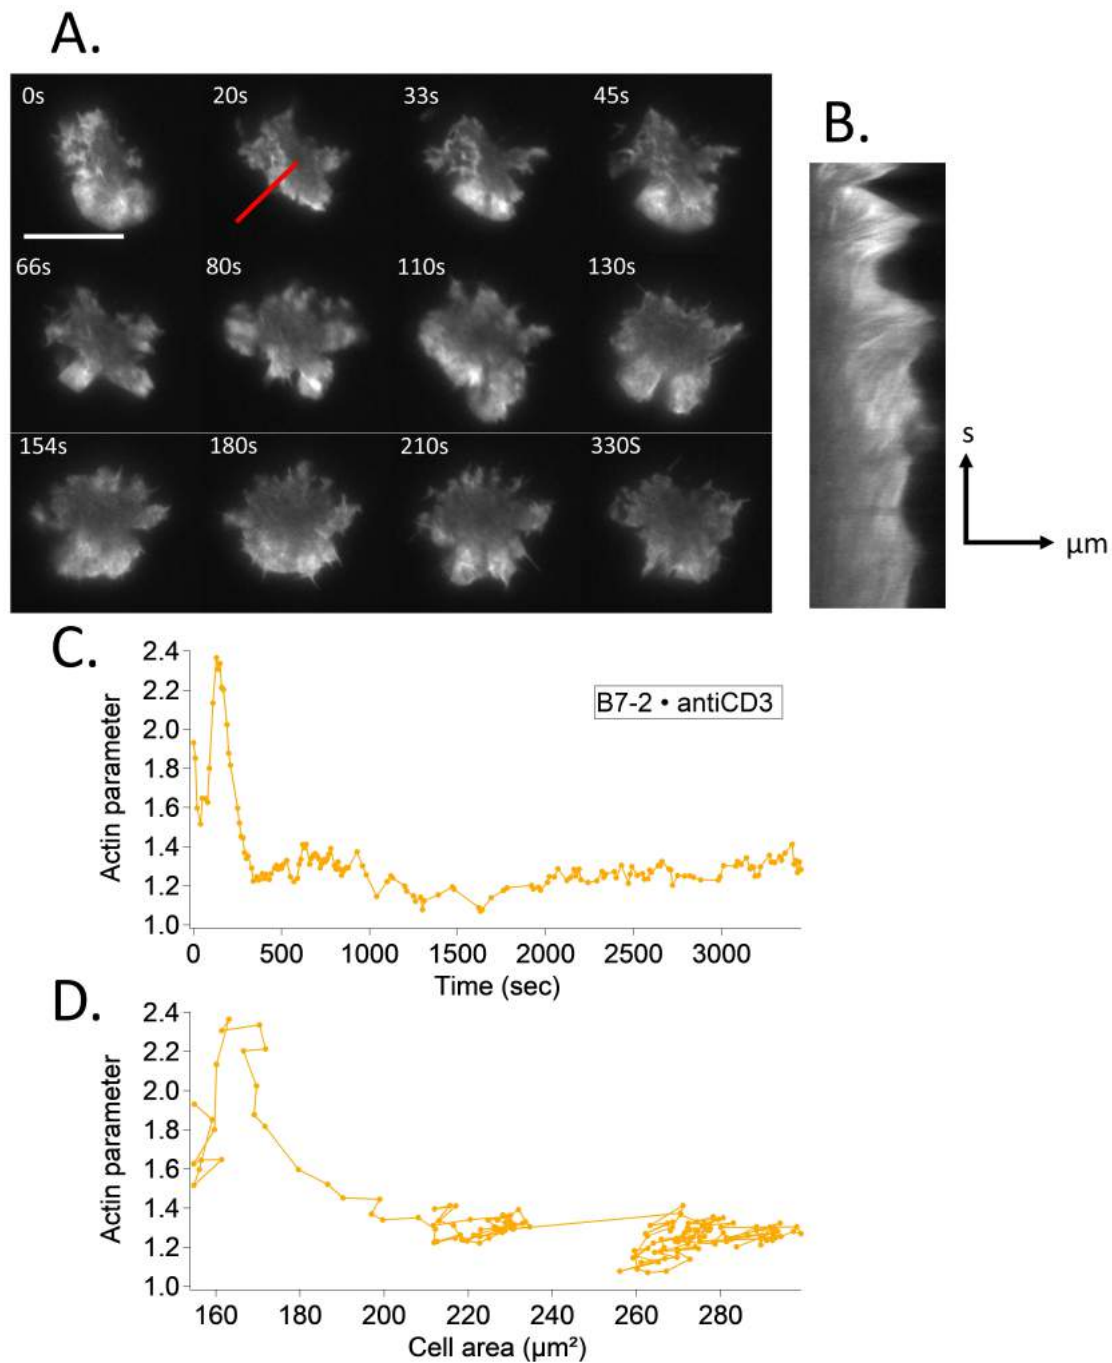 A.
0s 20s 33s 45s
B.
66s 80s 110s 130s
154s 180s 210s 330S
s
µm
C.
2.4
2.2
2.0
1.8
1.6
1.4
1.2
1.0
Actin parameter
B7-2 • antiCD3
0 500 1000 1500 2000 2500 3000
Time (sec)
D.
2.4
2.2
2.0
1.8
1.6
1.4
1.2
1.0
Actin parameter
160 180 200 220 240 260 280
Cell area (µm²)